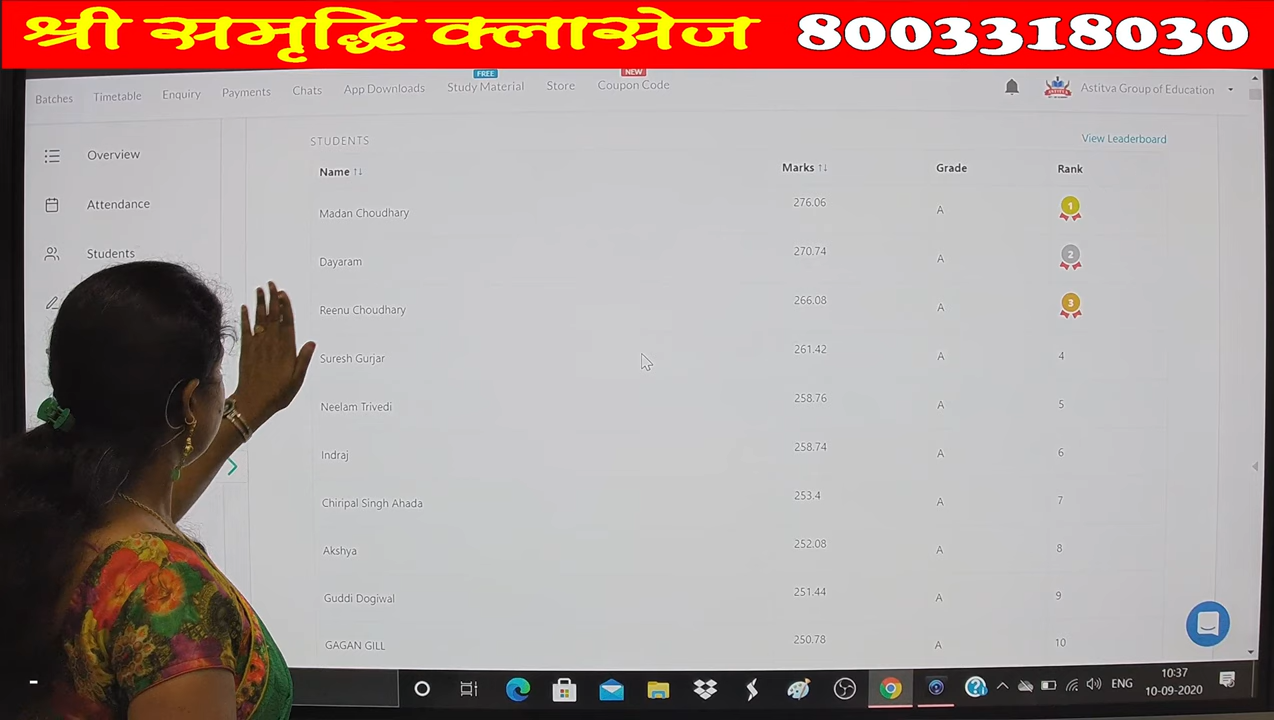 श्री समृद्धि क्लासेज 8003318030
Batches Timetable Enquiry Payments Chats App Downloads FREE Study Material Store NEW Coupon Code Astitva Group of Education
Overview
Attendance
Students
STUDENTS View Leaderboard
Name ↑↓ Marks ↑↓ Grade Rank
Madan Choudhary 276.06 A 1
Dayaram 270.74 A 2
Reenu Choudhary 266.08 A 3
Suresh Gurjar 261.42 A 4
Neelam Trivedi 258.76 A 5
Indraj 258.74 A 6
Chiripal Singh Ahada 253.4 A 7
Akshya 252.08 A 8
Guddi Dogiwal 251.44 A 9
GAGAN GILL 250.78 A 10
ENG 10:37
10-09-2020